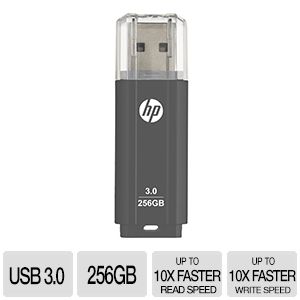 hp
3.0
256GB
USB 3.0
256GB
UP TO
10X FASTER
READ SPEED
UP TO
10X FASTER
WRITE SPEED